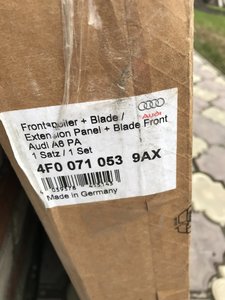 Frontspoiler + Blade /
Extension Panel + Blade Front
Audi A6 PA
1 Satz / 1 Set
Audi
4F0 071 053 9AX
Made in Germany